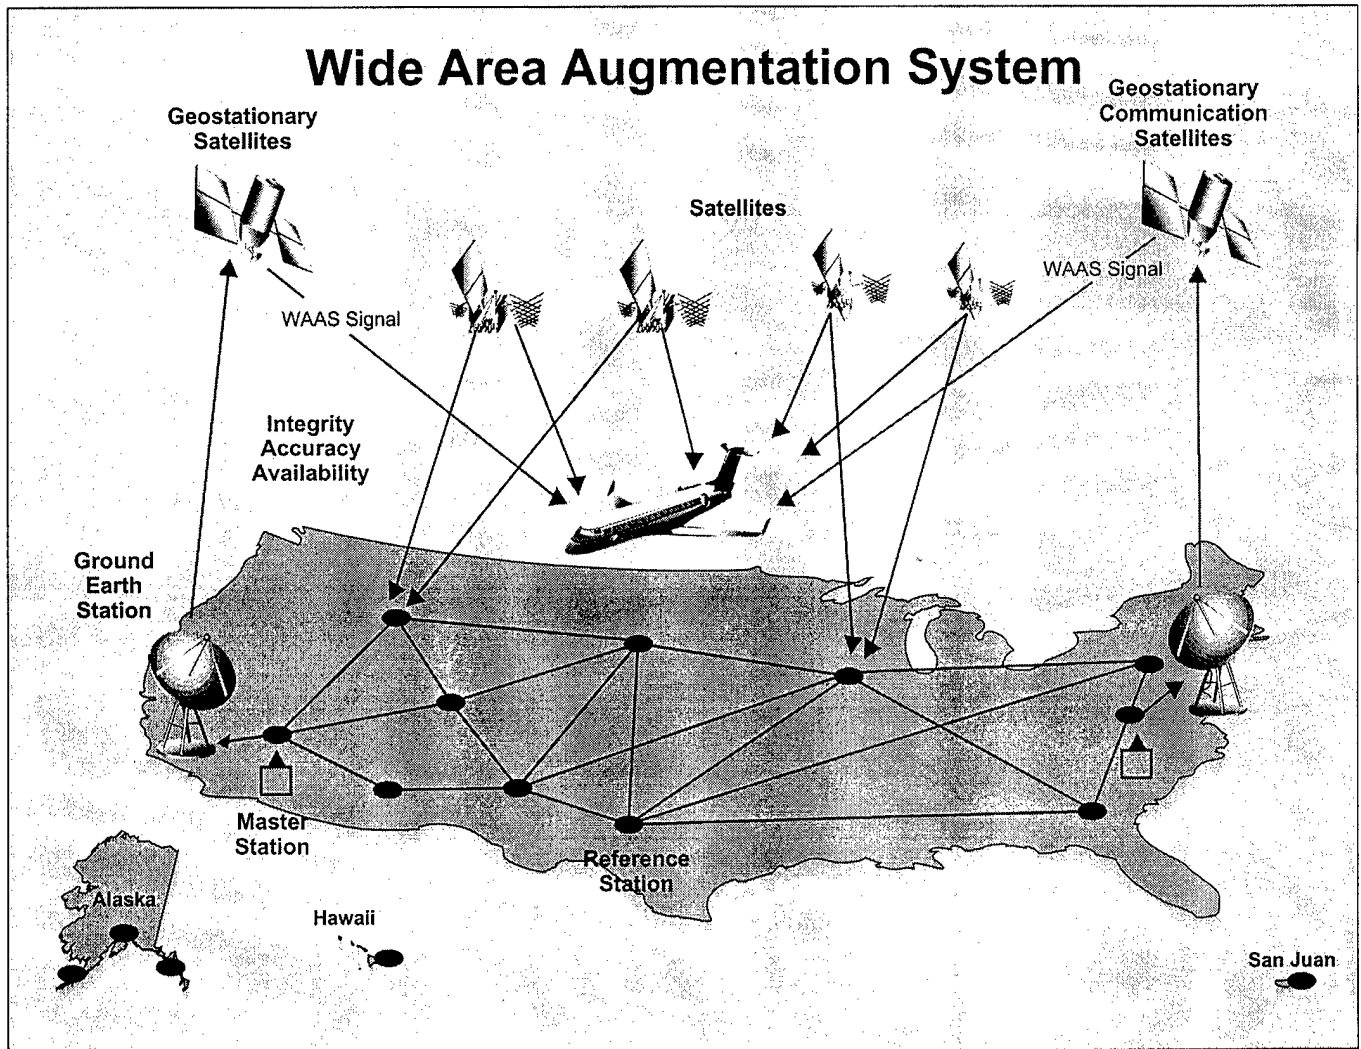 Wide Area Augmentation System
Geostationary
Satellites
Geostationary
Communication
Satellites
Satellites
WAAS Signal
WAAS Signal
Integrity
Accuracy
Availability
Ground
Earth
Station
Master
Station
Reference
Station
Alaska
Hawaii
San Juan